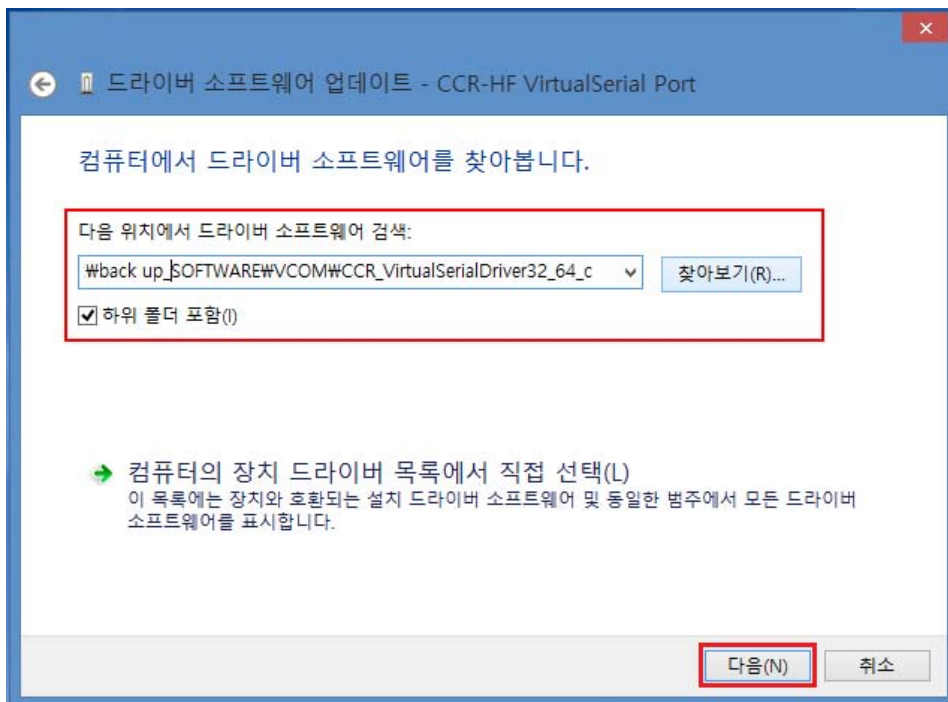 드라이버 소프트웨어 업데이트 - CCR-HF VirtualSerial Port
컴퓨터에서 드라이버 소프트웨어를 찾아봅니다.
다음 위치에서 드라이버 소프트웨어 검색:
₩back up_SOFTWARE₩VCOM₩CCR_VirtualSerialDriver32_64_c
찾아보기(R)...
하위 폴더 포함(I)
컴퓨터의 장치 드라이버 목록에서 직접 선택(L)
이 목록에는 장치와 호환되는 설치 드라이버 소프트웨어 및 동일한 범주에서 모든 드라이버
소프트웨어를 표시합니다.
다음(N)
취소